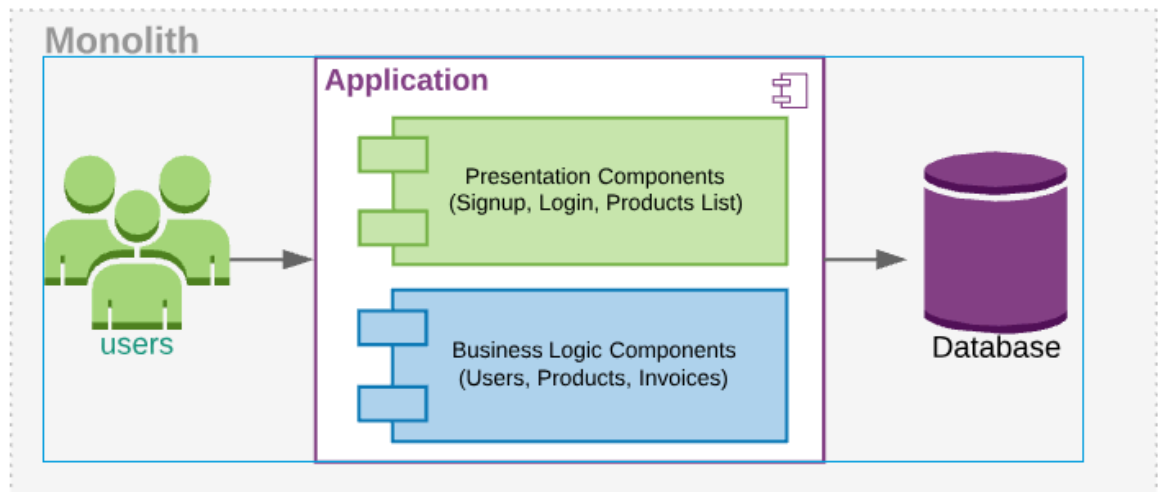 Monolith
Application
Presentation Components
(Signup, Login, Products List)
users
Business Logic Components
(Users, Products, Invoices)
Database